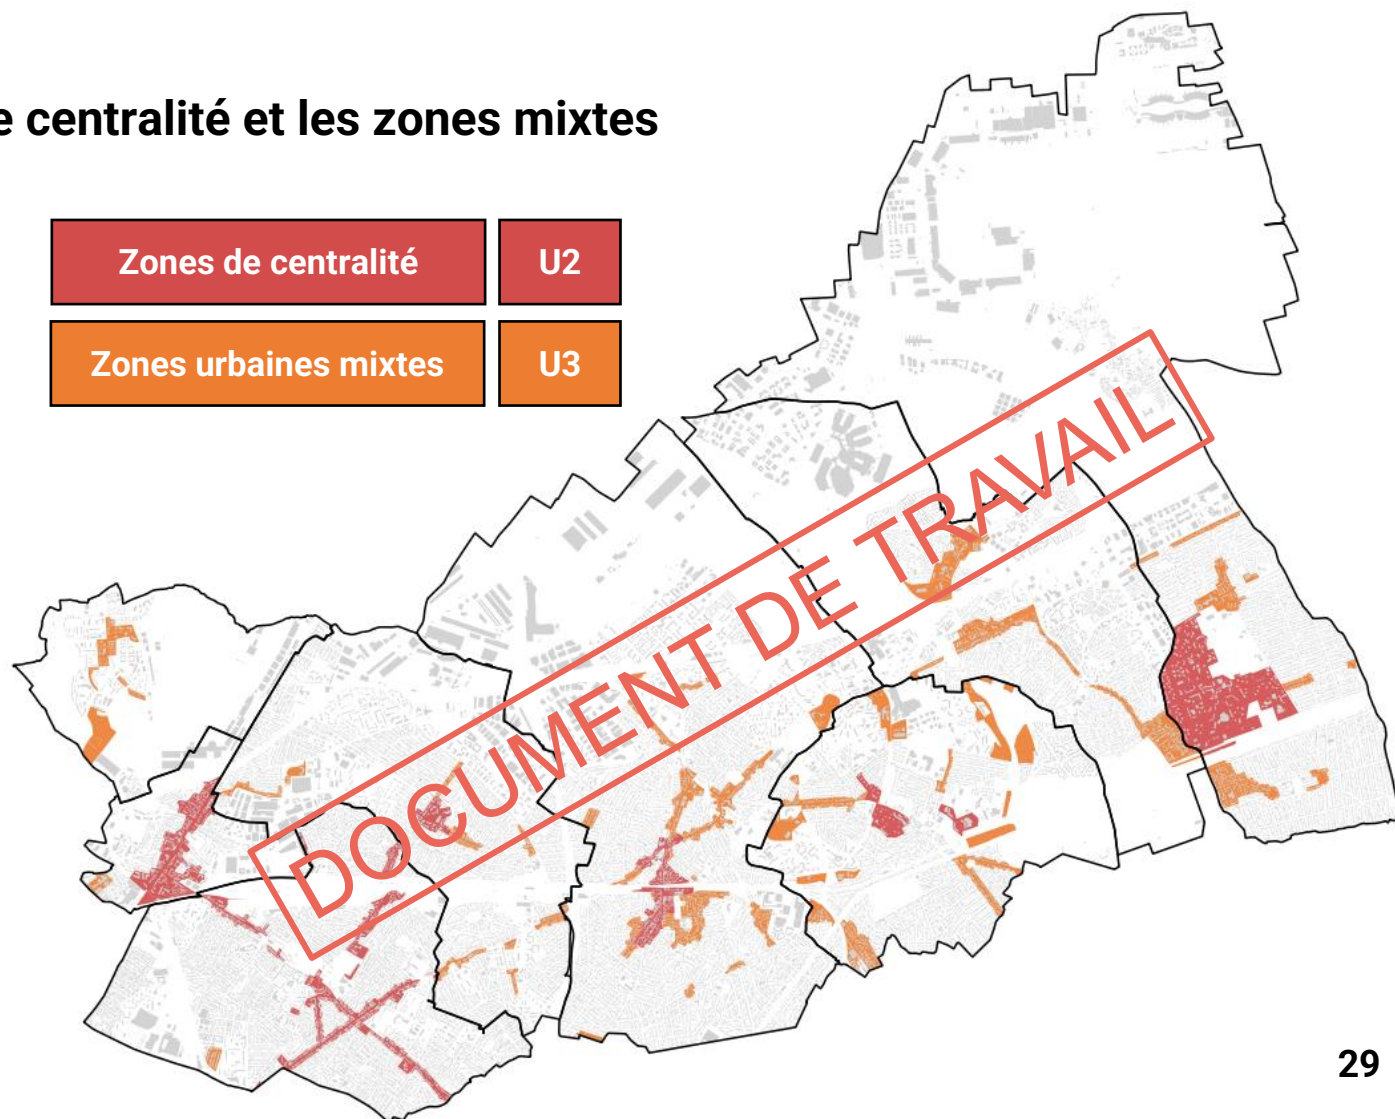 e centralité et les zones mixtes
Zones de centralité U2
Zones urbaines mixtes U3
DOCUMENT DE TRAVAIL
29